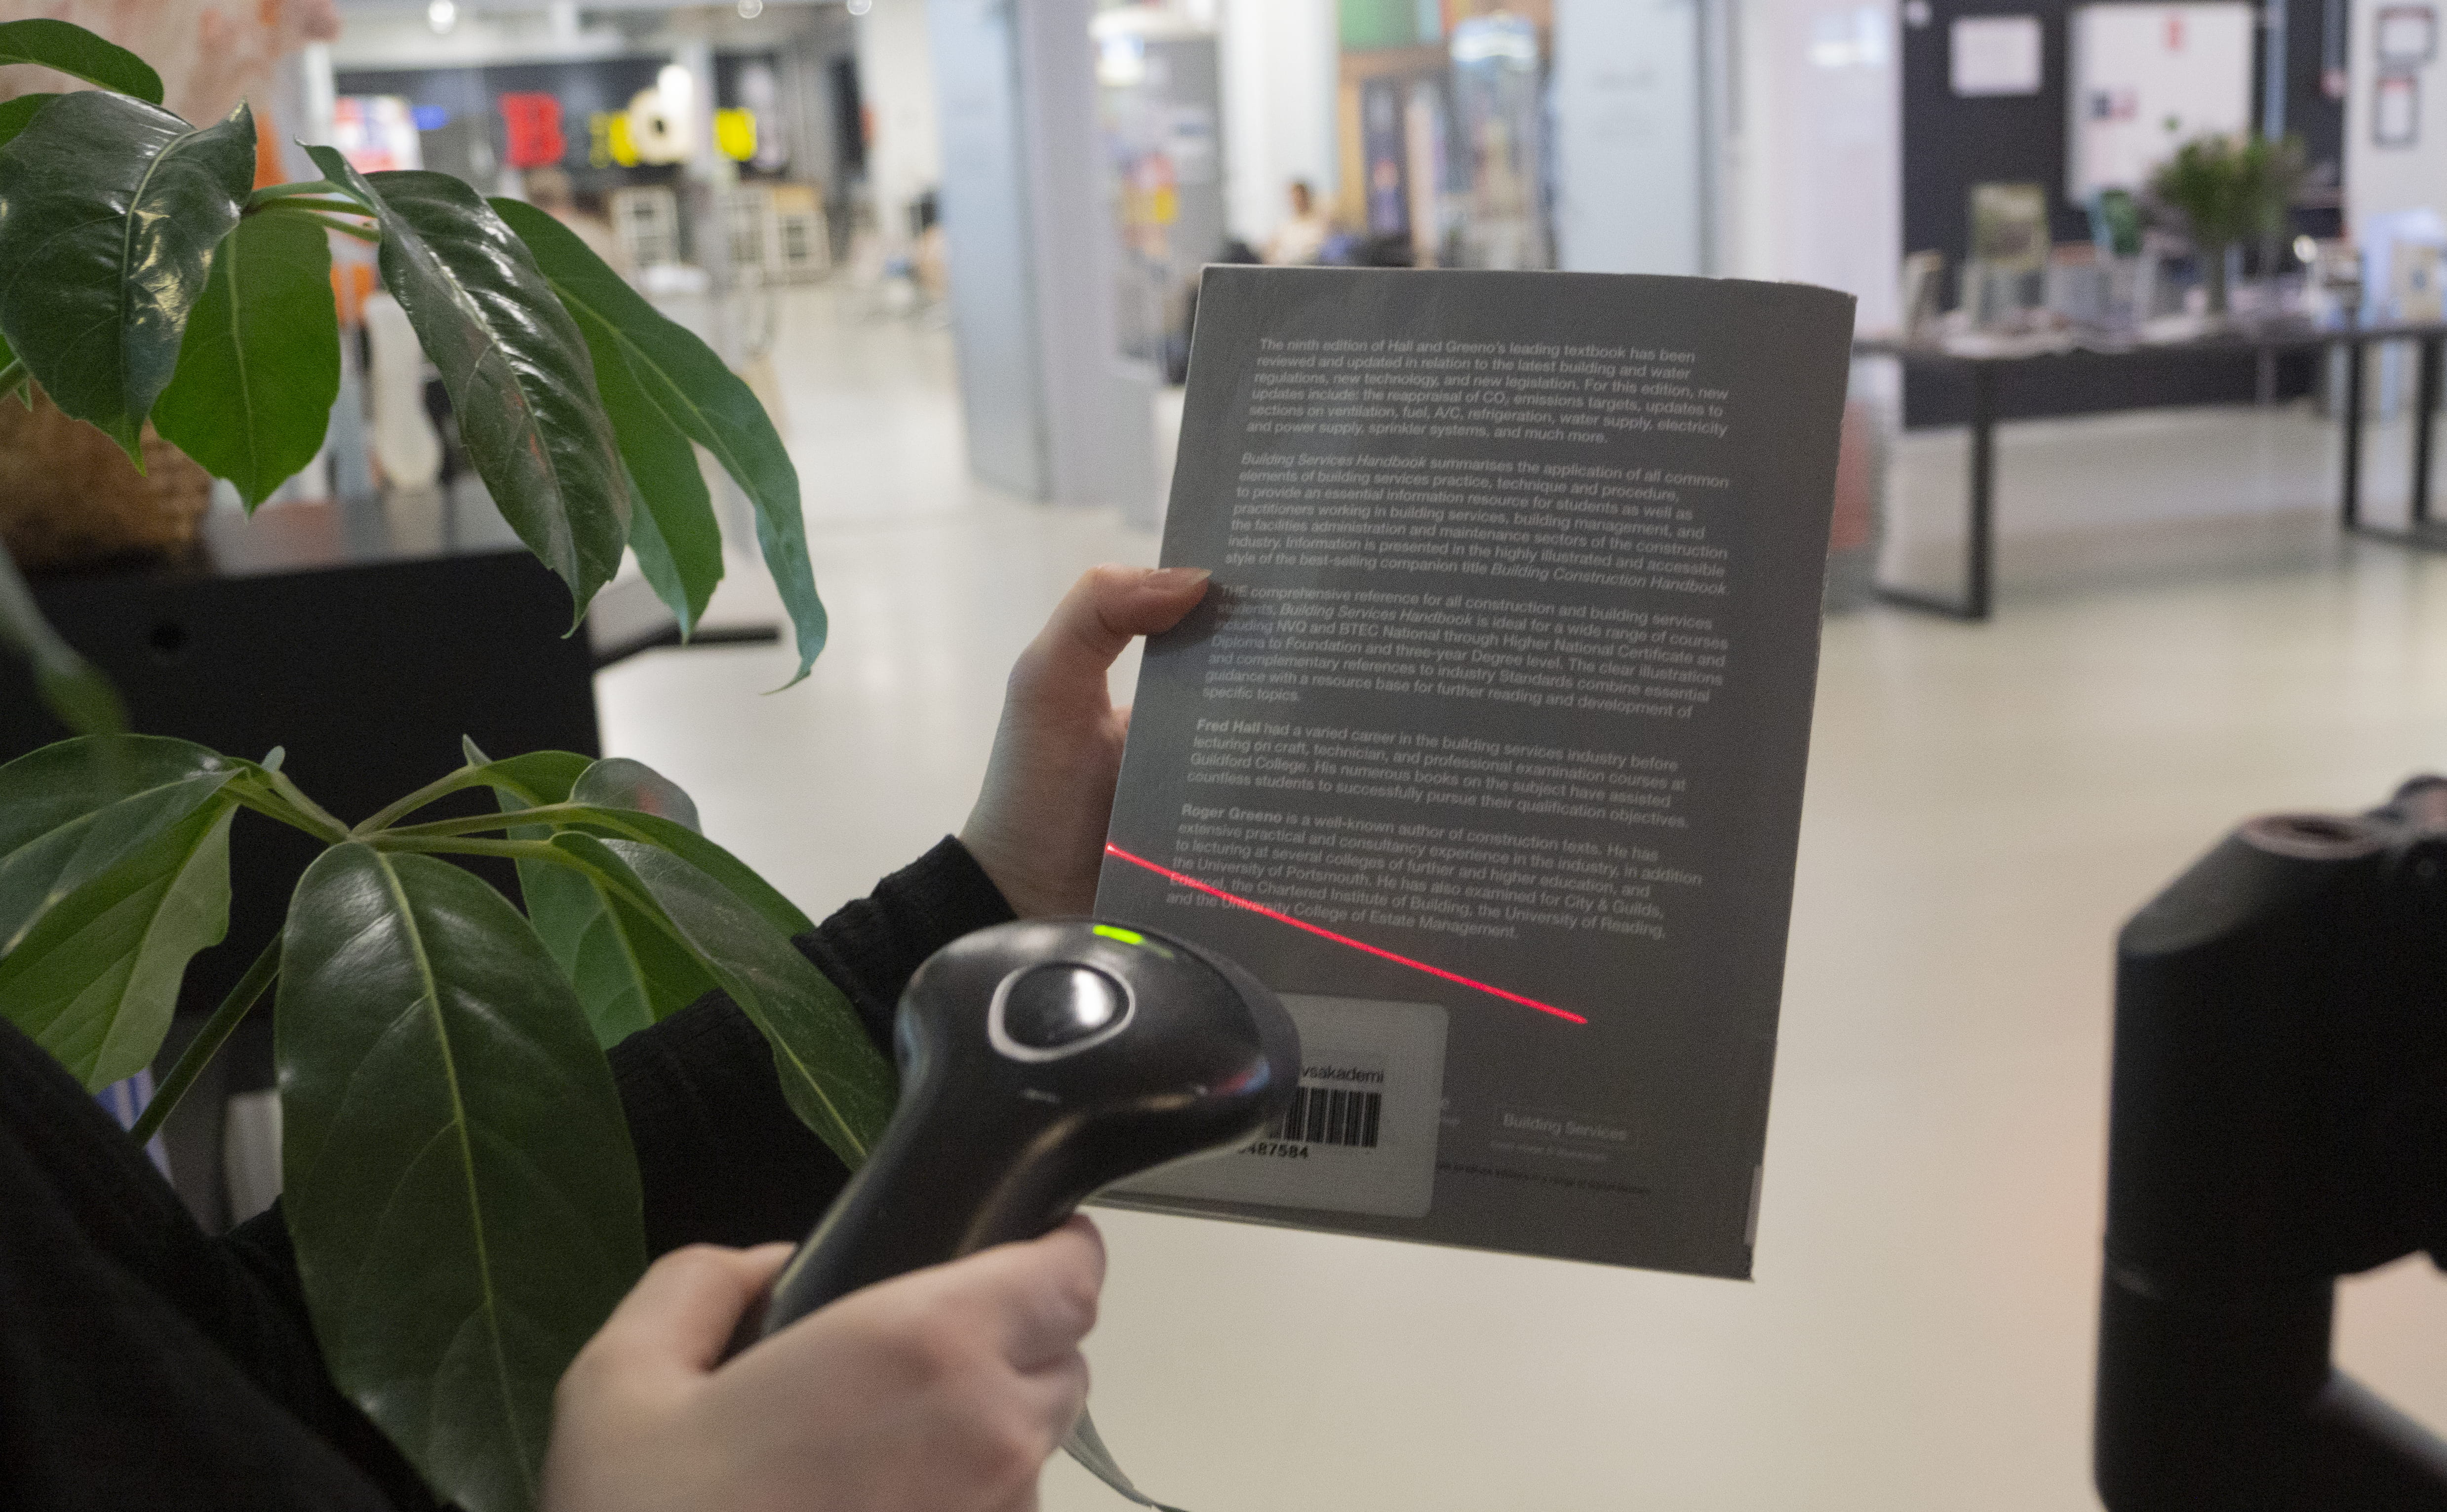 The ninth edition of Hall and Greeno's leading textbook has been
reviewed and updated in relation to the latest building and water
regulations, new technology, and new legislation. For this edition, new
updates include: the reappraisal of CO₂ emissions targets, updates to
sections on ventilation, fuel, A/C, refrigeration, water supply, electricity
and power supply, sprinkler systems, and much more.
Building Services Handbook summarises the application of all common
elements of building services practice, technique and procedure,
to provide an essential information resource for students as well as
practitioners working in building services, building management, and
the facilities administration and maintenance sectors of the construction
industry. Information is presented in the highly illustrated and accessible
style of the best-selling companion title Building Construction Handbook.
THE comprehensive reference for all construction and building services
students, Building Services Handbook is ideal for a wide range of courses
including NVQ and BTEC National through Higher National Certificate and
Diploma to Foundation and three-year Degree level. The clear illustrations
and complementary references to industry Standards combine essential
guidance with a resource base for further reading and development of
specific topics.
Fred Hall had a varied career in the building services industry before
lecturing on craft, technician, and professional examination courses at
Guildford College. His numerous books on the subject have assisted
countless students to successfully pursue their qualification objectives.
Roger Greeno is a well-known author of construction texts. He has
extensive practical and consultancy experience in the industry, in addition
to lecturing at several colleges of further and higher education, and
the University of Portsmouth. He has also examined for City & Guilds,
Edexcel, the Chartered Institute of Building, the University of Reading,
and the University College of Estate Management.
vsakademi
487584
Building Services
B